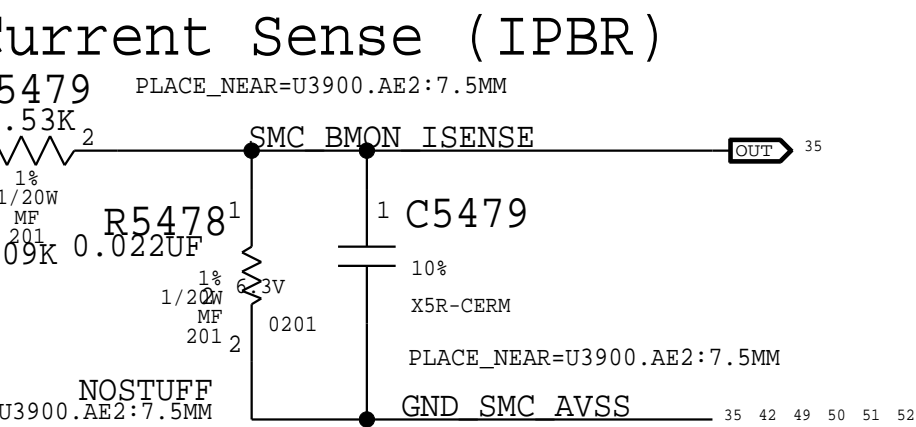 Current Sense (IPBR)
5479 PLACE_NEAR=U3900.AE2:7.5MM
.53K 2 SMC_BMON_ISENSE
OUT 35
1%
1/20W
MF
201
R5478 1
1 C5479
09K 0.022UF
10%
1% 6.3V
1/20W 2
X5R-CERM
MF 0201
201 2
PLACE_NEAR=U3900.AE2:7.5MM
NOSTUFF
U3900.AE2:7.5MM
GND_SMC_AVSS 35 42 49 50 51 52